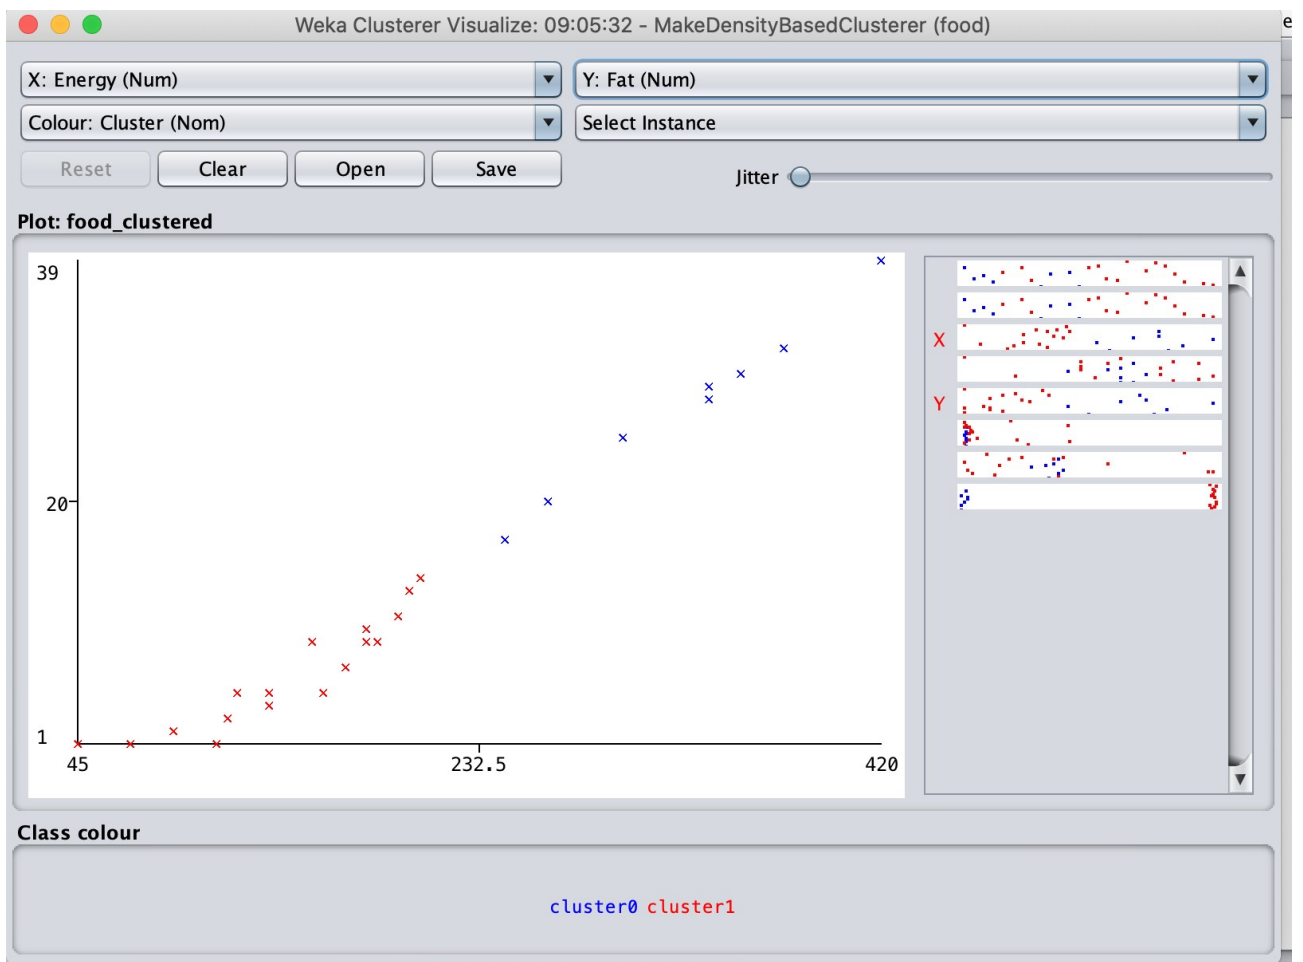 Weka Clusterer Visualize: 09:05:32 - MakeDensityBasedClusterer (food)
X: Energy (Num)
Y: Fat (Num)
Colour: Cluster (Nom)
Select Instance
Reset
Clear
Open
Save
Jitter
Plot: food_clustered
39
20
1
45
232.5
420
X
Y
Class colour
cluster0 cluster1